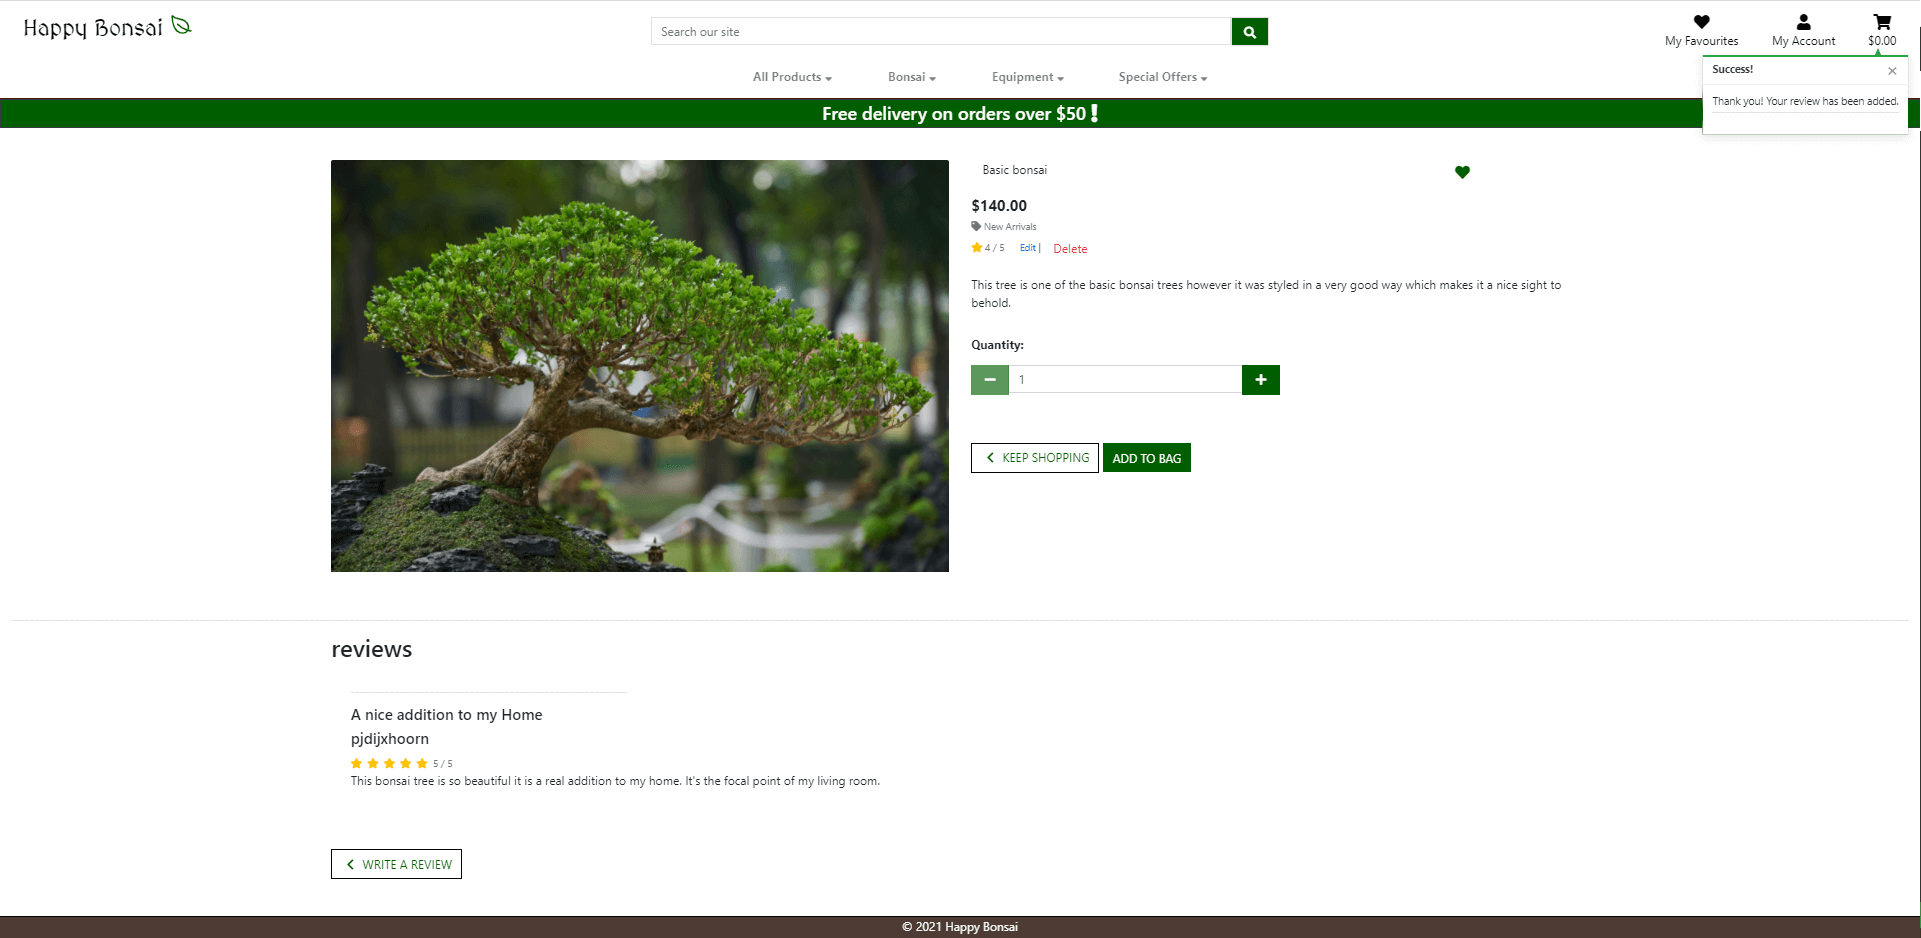 Happy Bonsai
Search our site
My Favourites
My Account
$0.00
All Products
Bonsai
Equipment
Special Offers
Success!
×
Thank you! Your review has been added.
Free delivery on orders over $50!
Basic bonsai
$140.00
New Arrivals
4 / 5 Edit | Delete
This tree is one of the basic bonsai trees however it was styled in a very good way which makes it a nice sight to
behold.
Quantity:
1
KEEP SHOPPING
ADD TO BAG
reviews
A nice addition to my Home
pjdijxhoorn
5 / 5
This bonsai tree is so beautiful it is a real addition to my home. It's the focal point of my living room.
WRITE A REVIEW
© 2021 Happy Bonsai